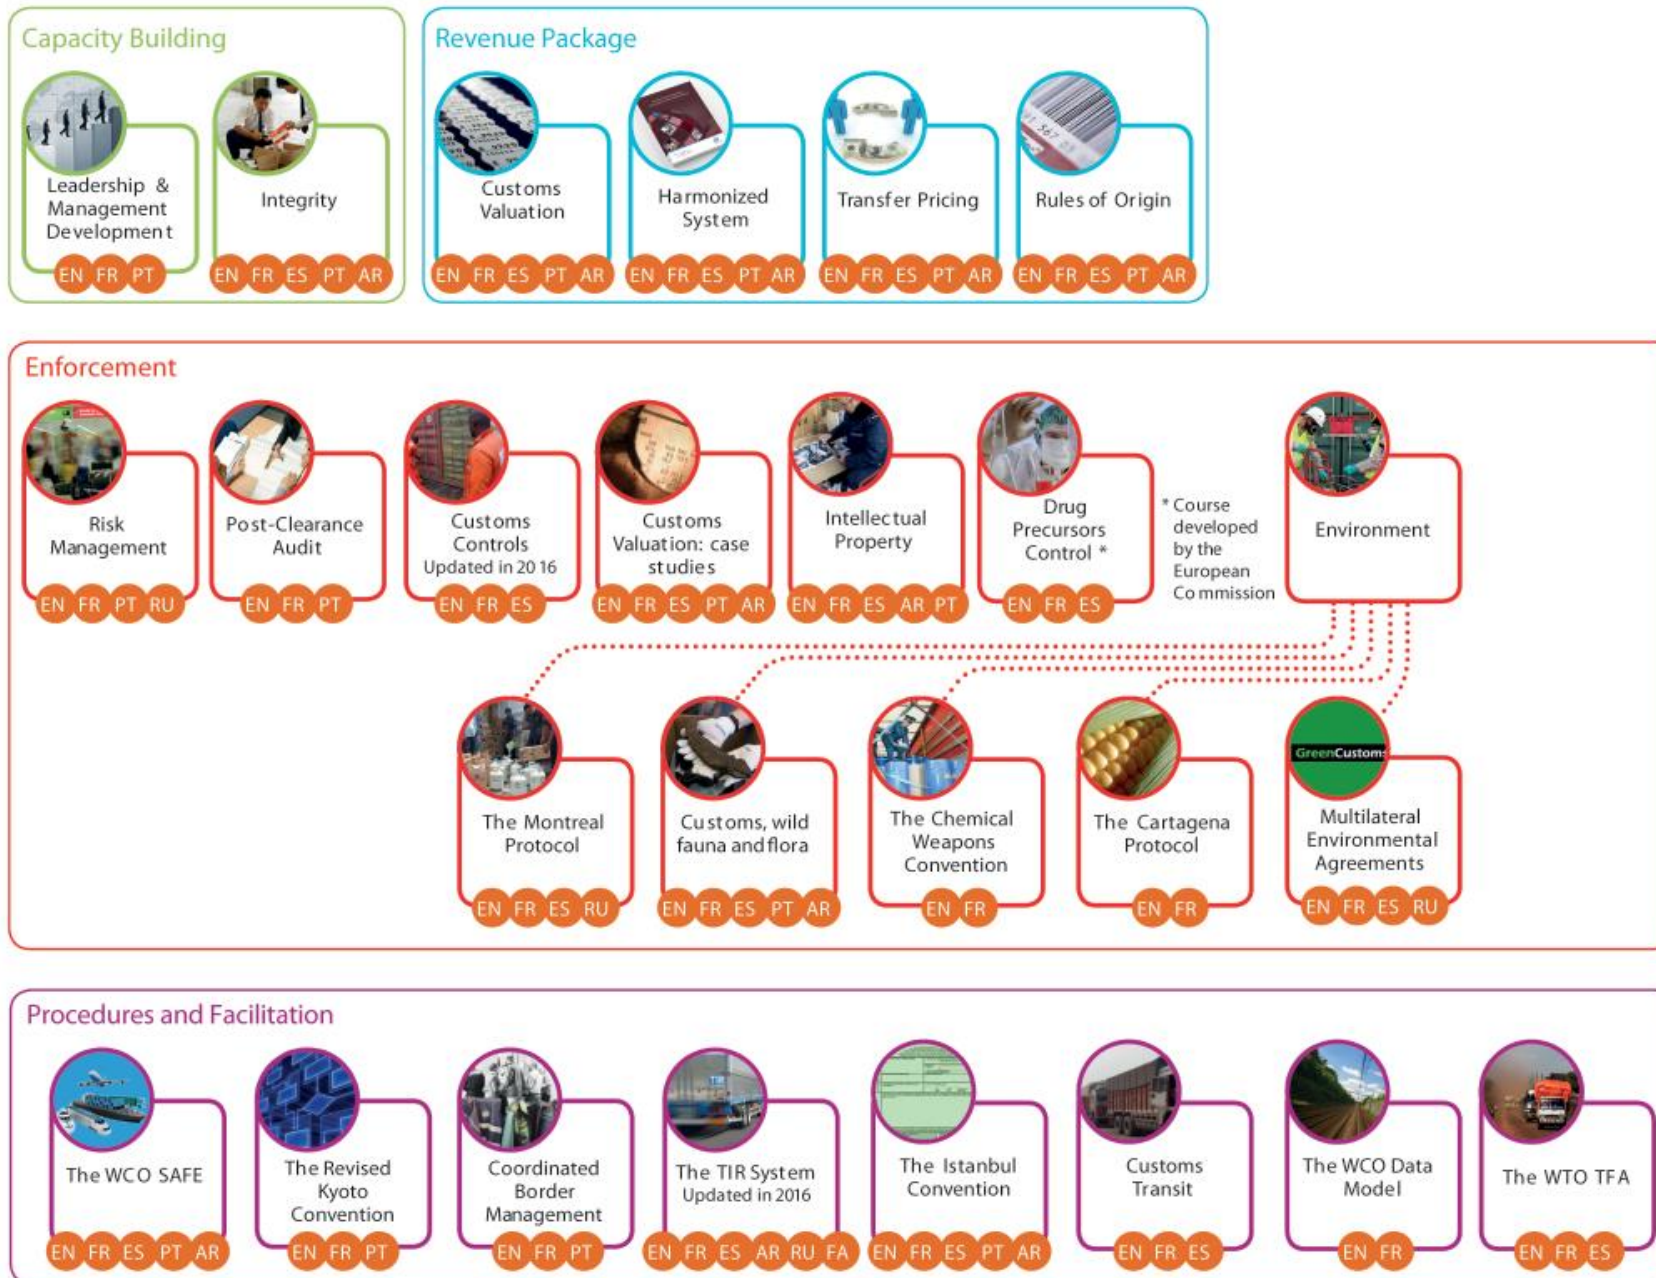 Capacity Building
Leadership &
Management
Development
EN FR PT
Integrity
EN FR ES PT AR
Revenue Package
Customs
Valuation
EN FR ES PT AR
Harmonized
System
EN FR ES PT AR
Transfer Pricing
EN FR ES PT AR
Rules of Origin
EN FR ES PT AR
Enforcement
Risk
Management
EN FR PT RU
Post-Clearance
Audit
EN FR PT
Customs
Controls
Updated in 2016
EN FR ES
Customs
Valuation: case
studies
EN FR ES PT AR
Intellectual
Property
EN FR ES AR PT
Drug
Precursors
Control *
EN FR ES
* Course
developed
by the
European
Commission
Environment
The Montreal
Protocol
EN FR ES RU
Customs, wild
fauna and flora
EN FR ES PT AR
The Chemical
Weapons
Convention
EN FR
The Cartagena
Protocol
EN FR
GreenCustoms
Multilateral
Environmental
Agreements
EN FR ES RU
Procedures and Facilitation
The WCO SAFE
EN FR ES PT AR
The Revised
Kyoto
Convention
EN FR PT
Coordinated
Border
Management
EN FR PT
TIR
The TIR System
Updated in 2016
EN FR ES AR RU FA
The Istanbul
Convention
EN FR ES PT AR
Customs
Transit
EN FR ES
The WCO Data
Model
EN FR
The WTO TFA
EN FR ES